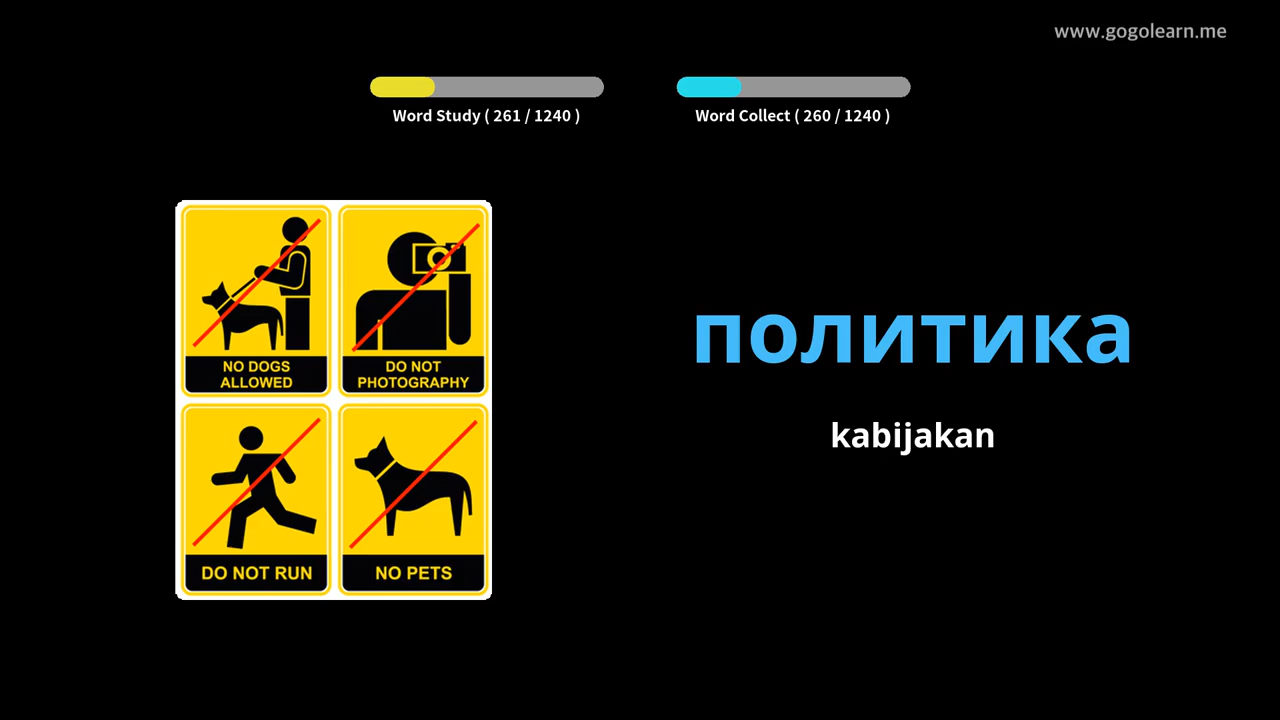 www.gogolearn.me
Word Study ( 261 / 1240 )
Word Collect ( 260 / 1240 )
NO DOGS
ALLOWED
DO NOT
PHOTOGRAPHY
DO NOT RUN
NO PETS
политика
kabijakan